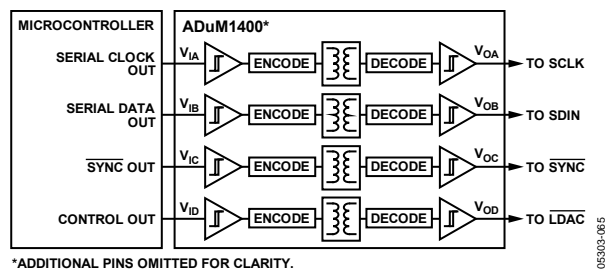 MICROCONTROLLER
ADuM1400*
SERIAL CLOCK
OUT
VIA
ENCODE
DECODE
VOA
TO SCLK
SERIAL DATA
OUT
VIB
ENCODE
DECODE
VOB
TO SDIN
SYNC OUT
VIC
ENCODE
DECODE
VOC
TO SYNC
CONTROL OUT
VID
ENCODE
DECODE
VOD
TO LDAC
*ADDITIONAL PINS OMITTED FOR CLARITY.
05303-065